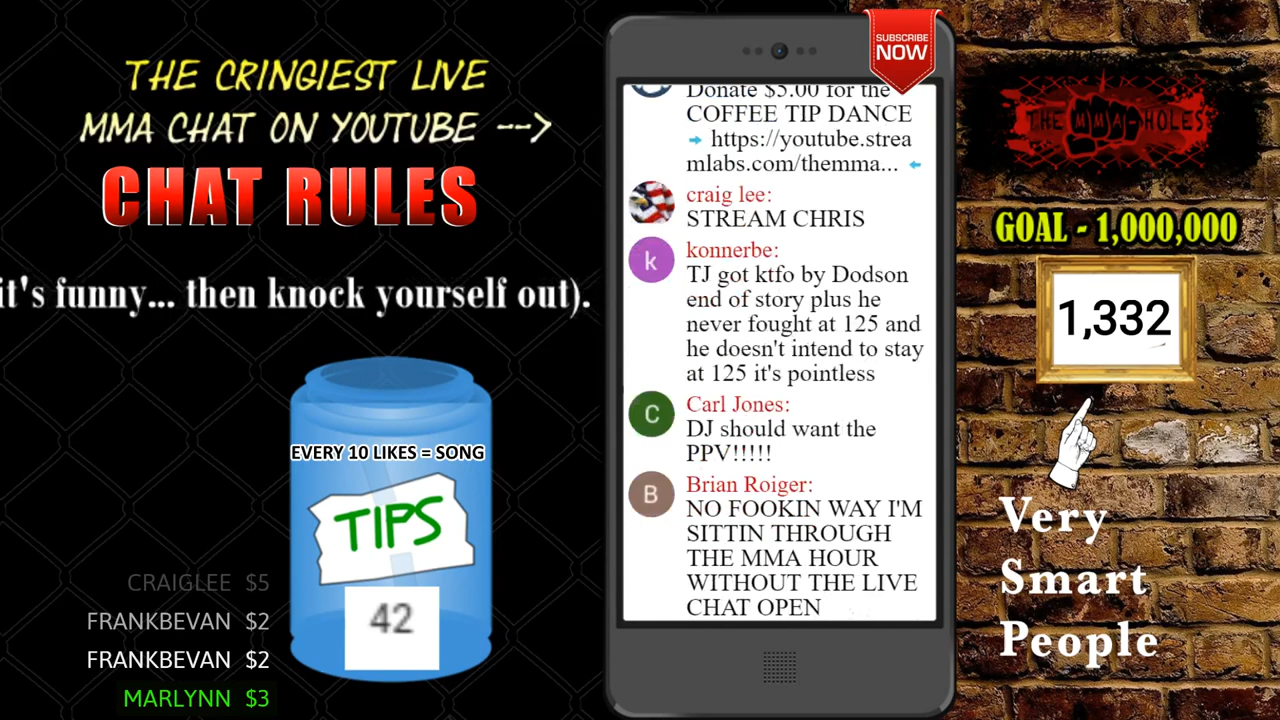 THE CRINGIEST LIVE
MMA CHAT ON YOUTUBE -->
CHAT RULES
it's funny... then knock yourself out).
EVERY 10 LIKES = SONG
TIPS
42
CRAIGLEE $5
FRANKBEVAN $2
FRANKBEVAN $2
MARLYNN $3
SUBSCRIBE
NOW
Donate $5.00 for the
COFFEE TIP DANCE
https://youtube.strea
mlabs.com/themma...
craig lee:
STREAM CHRIS
k
konnerbe:
TJ got ktfo by Dodson
end of story plus he
never fought at 125 and
he doesn't intend to stay
at 125 it's pointless
C
Carl Jones:
DJ should want the
PPV!!!!!
B
Brian Roiger:
NO FOOKIN WAY I'M
SITTIN THROUGH
THE MMA HOUR
WITHOUT THE LIVE
CHAT OPEN
THE MMA-HOLES
GOAL - 1,000,000
1,332
Very
Smart
People